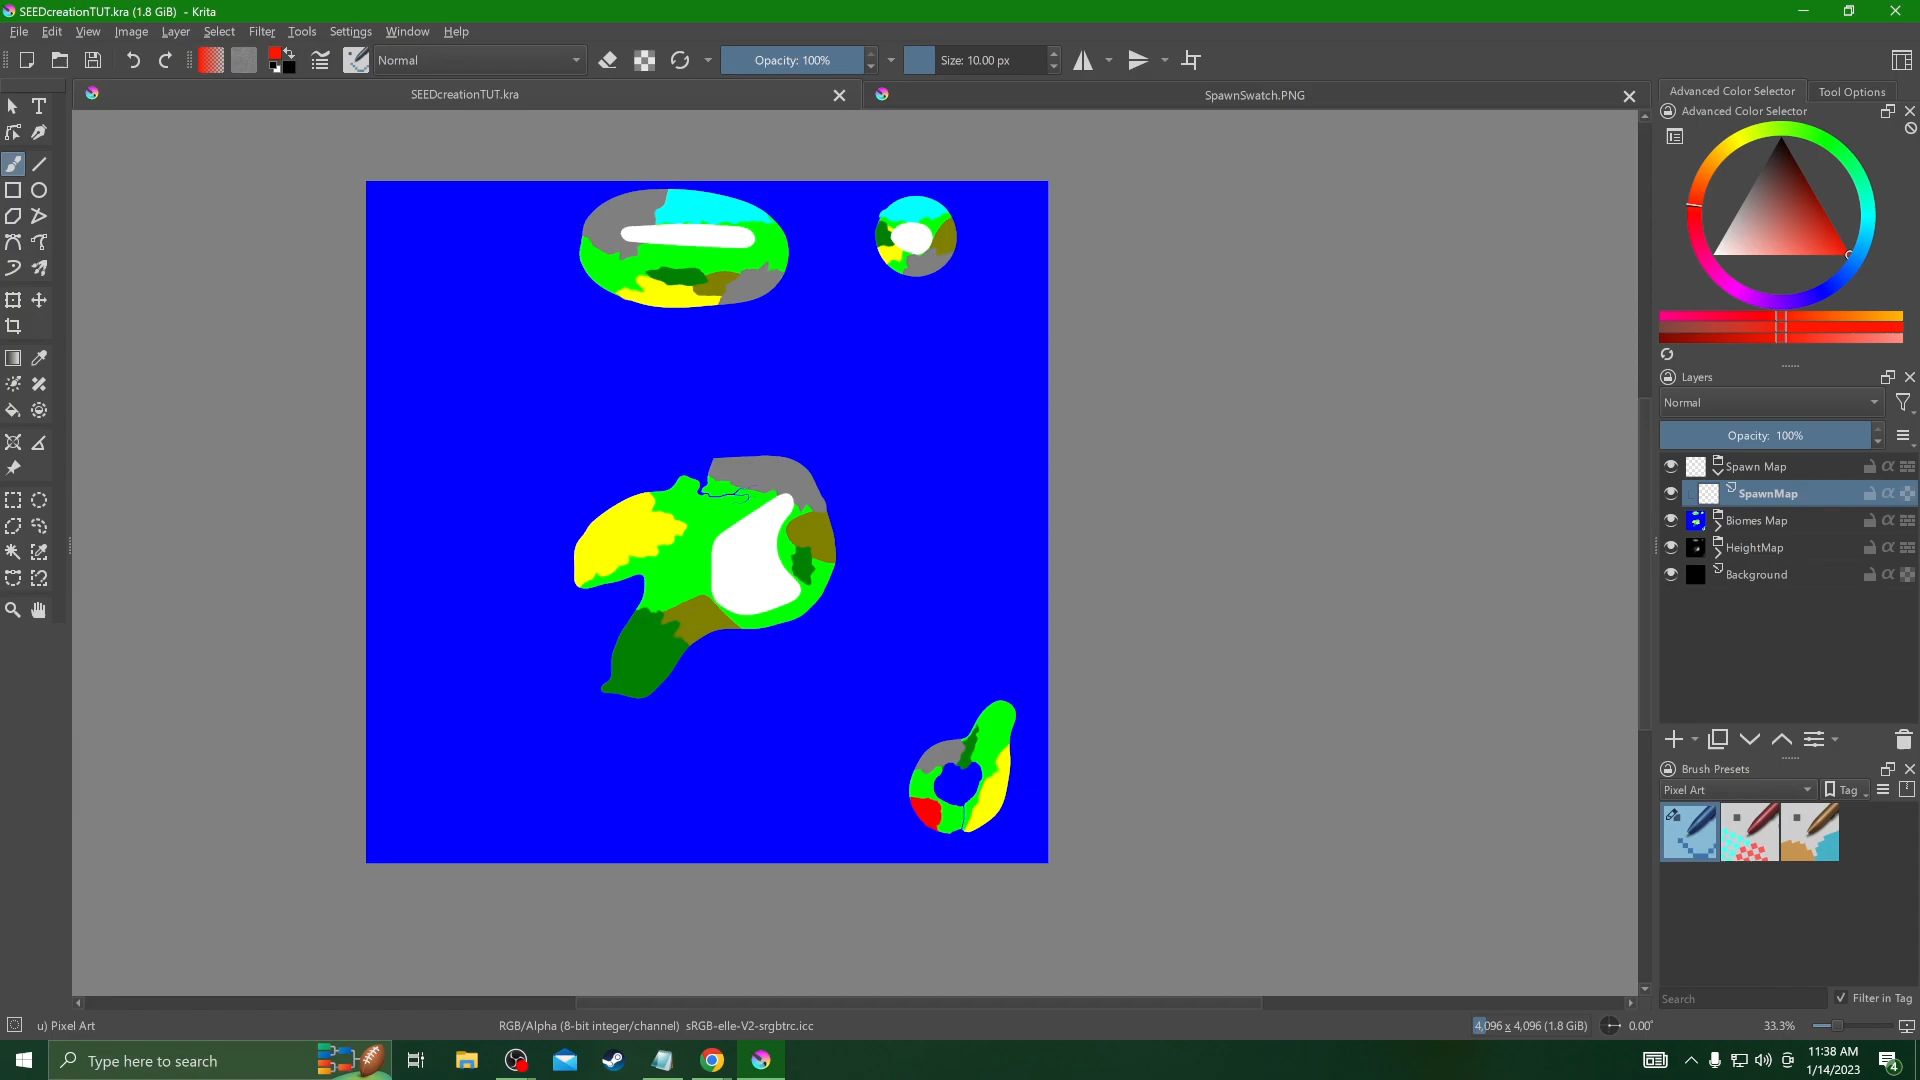 SEEDcreationTUT.kra (1.8 GiB) - Krita
File Edit View Image Layer Select Filter Tools Settings Window Help
Normal
Opacity: 100%
Size: 10.00 px
SEEDcreationTUT.kra
SpawnSwatch.PNG
Advanced Color Selector
Tool Options
Advanced Color Selector
Layers
Normal
Opacity: 100%
Spawn Map
SpawnMap
Biomes Map
HeightMap
Background
Brush Presets
Pixel Art
Tag
Search
Filter in Tag
u) Pixel Art
RGB/Alpha (8-bit integer/channel) sRGB-elle-V2-srgbtrc.icc
4,096 x 4,096 (1.8 GiB)
0.00°
33.3%
Type here to search
11:38 AM
1/14/2023
4